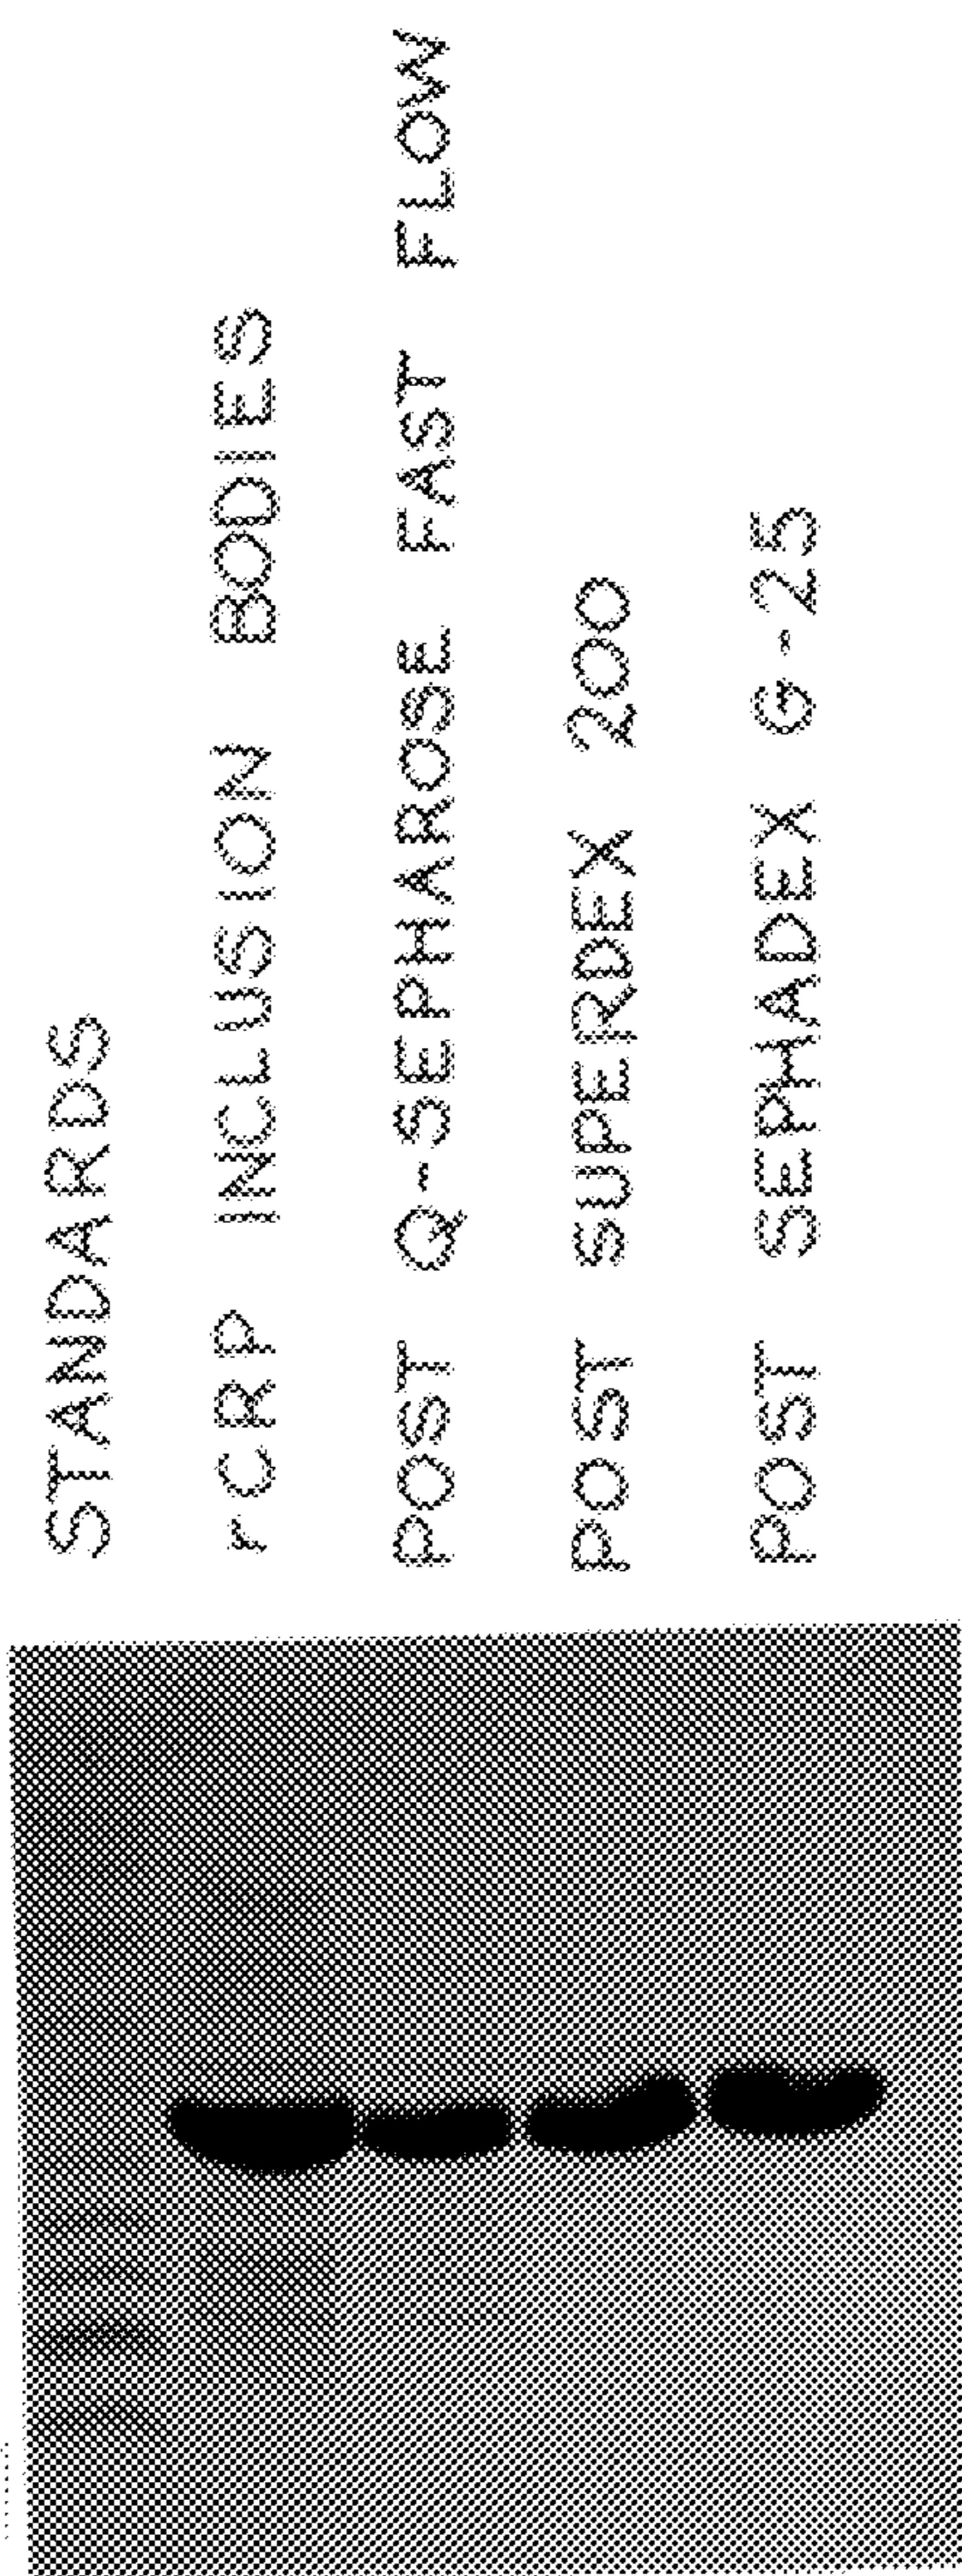 STANDARDS
rCRP INCLUSION BODIES
POST Q-SEPHAROSE FAST FLOW
POST SUPERDEX 200
POST SEPHADEX G-25